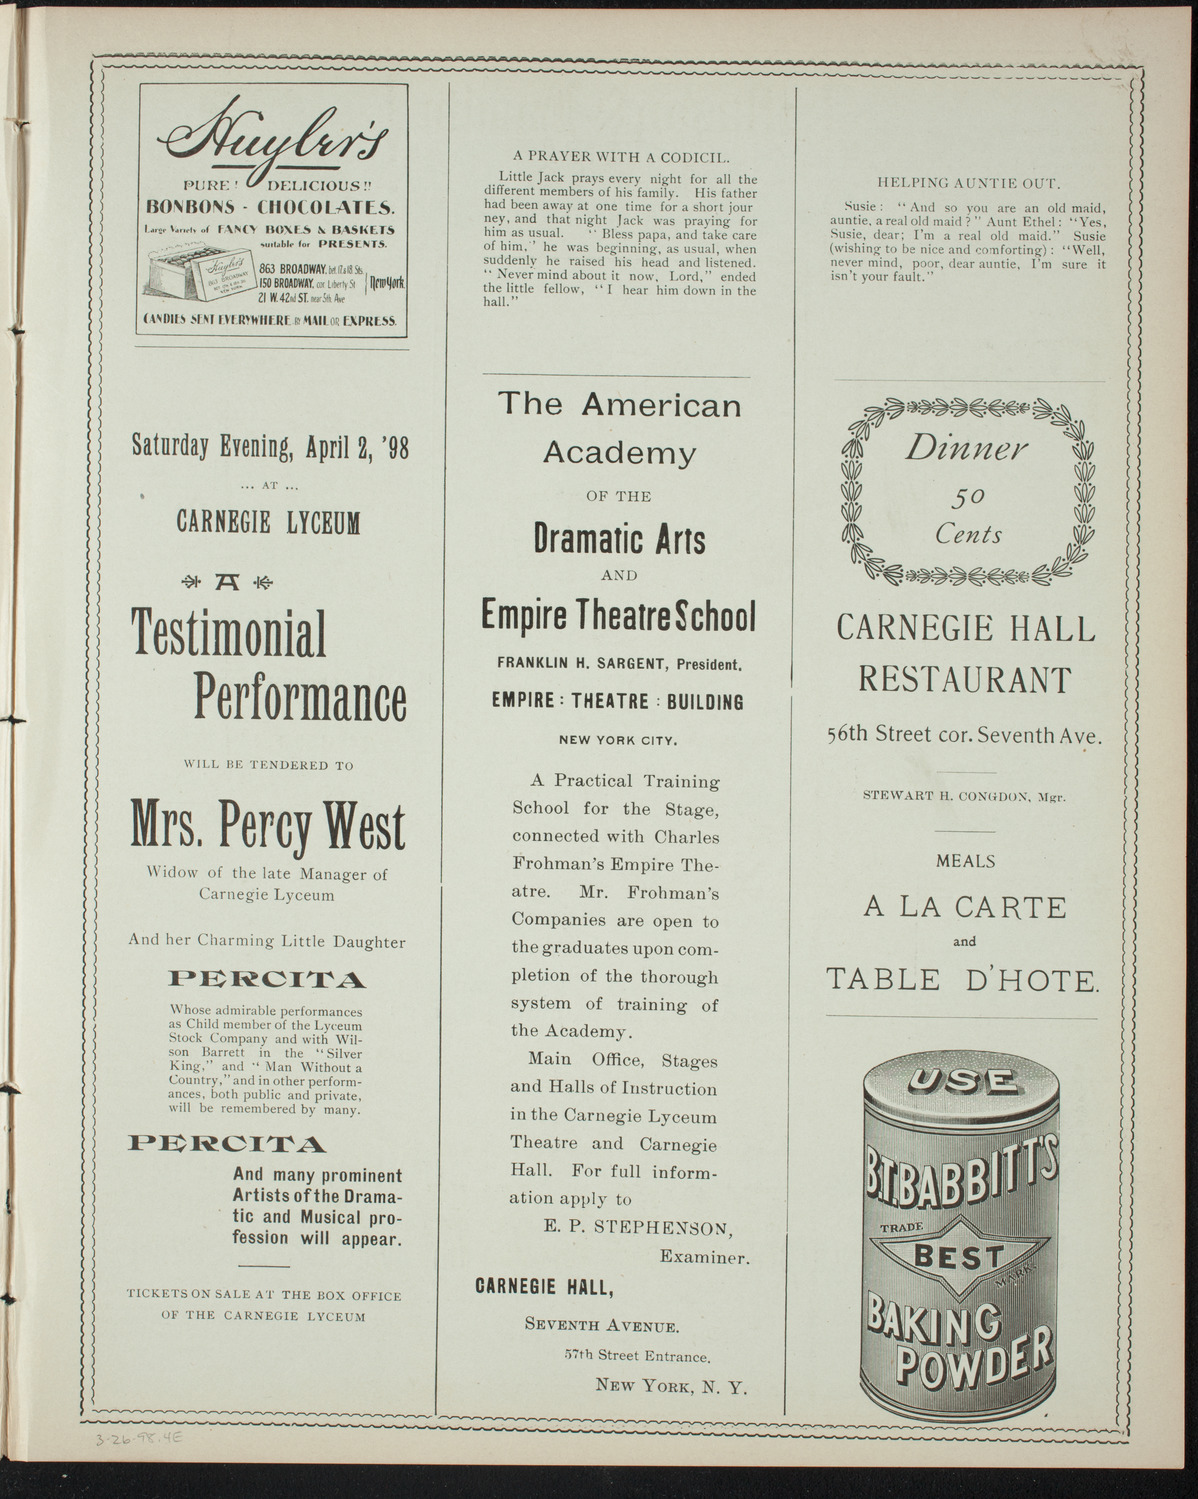 Huyler's
PURE! DELICIOUS!!
BONBONS - CHOCOLATES.
Large Variety of FANCY BOXES & BASKETS
suitable for PRESENTS.
Huyler's
863 BROADWAY
863 BROADWAY, bet. 17 & 18 Sts.
150 BROADWAY, cor. Liberty St
21 W. 42nd ST. near 5th Ave
New York
CANDIES SENT EVERYWHERE BY MAIL OR EXPRESS.
Saturday Evening, April 2, '98
... AT ...
CARNEGIE LYCEUM
A
Testimonial
Performance
WILL BE TENDERED TO
Mrs. Percy West
Widow of the late Manager of
Carnegie Lyceum
And her Charming Little Daughter
PERCITA
Whose admirable performances
as Child member of the Lyceum
Stock Company and with Wil-
son Barrett in the "Silver
King," and "Man Without a
Country," and in other perform-
ances, both public and private,
will be remembered by many.
PERCITA
And many prominent
Artists of the Drama-
tic and Musical pro-
fession will appear.
TICKETS ON SALE AT THE BOX OFFICE
OF THE CARNEGIE LYCEUM
3-26-98.4E
A PRAYER WITH A CODICIL.
Little Jack prays every night for all the
different members of his family. His father
had been away at one time for a short jour
ney, and that night Jack was praying for
him as usual. "Bless papa, and take care
of him,' he was beginning, as usual, when
suddenly he raised his head and listened.
"Never mind about it now, Lord," ended
the little fellow, "I hear him down in the
hall."
The American
Academy
OF THE
Dramatic Arts
AND
Empire Theatre School
FRANKLIN H. SARGENT, President.
EMPIRE : THEATRE : BUILDING
NEW YORK CITY.
A Practical Training
School for the Stage,
connected with Charles
Frohman's Empire The-
atre. Mr. Frohman's
Companies are open to
the graduates upon com-
pletion of the thorough
system of training of
the Academy.
Main Office, Stages
and Halls of Instruction
in the Carnegie Lyceum
Theatre and Carnegie
Hall. For full inform-
ation apply to
E. P. STEPHENSON,
Examiner.
CARNEGIE HALL,
SEVENTH AVENUE.
57th Street Entrance.
NEW YORK, N. Y.
HELPING AUNTIE OUT.
Susie: "And so you are an old maid,
auntie, a real old maid?" Aunt Ethel: "Yes,
Susie, dear; I'm a real old maid." Susie
(wishing to be nice and comforting): "Well,
never mind, poor, dear auntie, I'm sure it
isn't your fault."
Dinner
50
Cents
CARNEGIE HALL
RESTAURANT
56th Street cor. Seventh Ave.
STEWART H. CONGDON, Mgr.
MEALS
A LA CARTE
and
TABLE D'HOTE.
USE
B.T. BABBITT'S
TRADE
BEST
MARK.
BAKING
POWDER